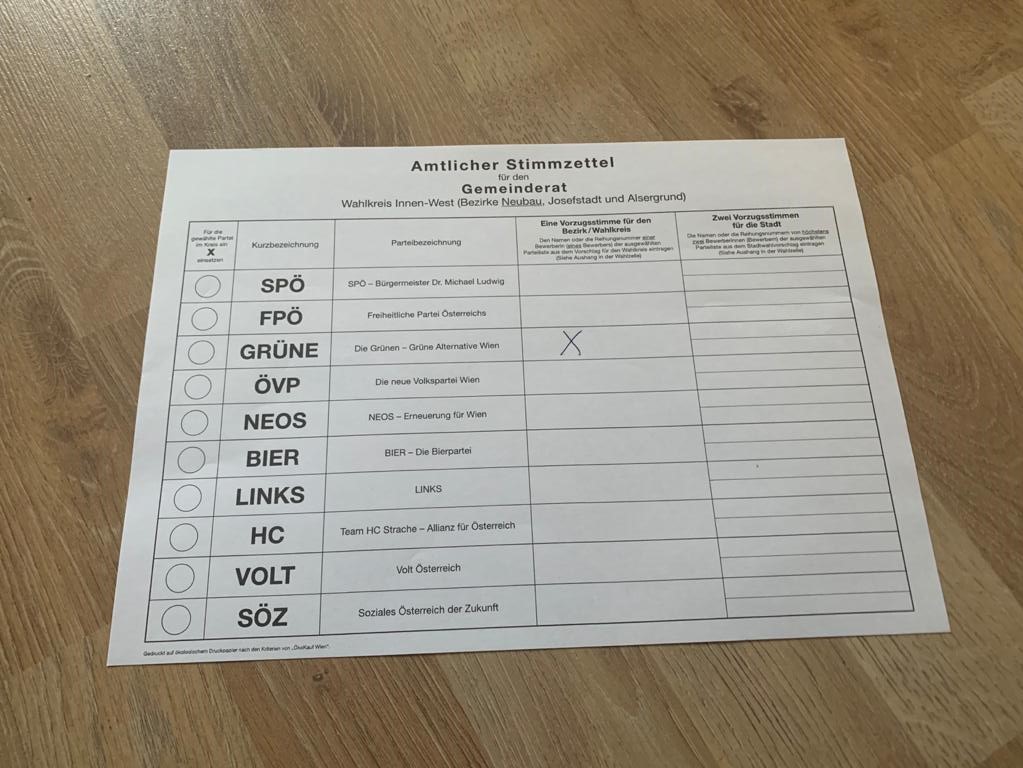 Amtlicher Stimmzettel
für den
Gemeinderat
Wahlkreis Innen-West (Bezirke Neubau, Josefstadt und Alsergrund)
Für die
gewählte Partei
im Kreis ein
X
einsetzen
Kurzbezeichnung
Parteibezeichnung
Eine Vorzugsstimme für den
Bezirk/Wahlkreis
Den Namen oder die Reihungsnummer einer
Bewerberin (eines Bewerbers) der ausgewählten
Parteiliste aus dem Vorschlag für den Wahlkreis eintragen
(Siehe Aushang in der Wahlzelle)
Zwei Vorzugsstimmen
für die Stadt
Die Namen oder die Reihungsnummern von höchstens
zwei Bewerberinnen (Bewerbern) der ausgewählten
Parteiliste aus dem Stadtwahlvorschlag eintragen
(Siehe Aushang in der Wahlzelle)
SPÖ SPÖ – Bürgermeister Dr. Michael Ludwig
FPÖ Freiheitliche Partei Österreichs
GRÜNE Die Grünen – Grüne Alternative Wien X
ÖVP Die neue Volkspartei Wien
NEOS NEOS – Erneuerung für Wien
BIER BIER – Die Bierpartei
LINKS LINKS
HC Team HC Strache – Allianz für Österreich
VOLT Volt Österreich
SÖZ Soziales Österreich der Zukunft
Gedruckt auf ökologischem Druckpapier nach den Kriterien von „ÖkoKauf Wien“.